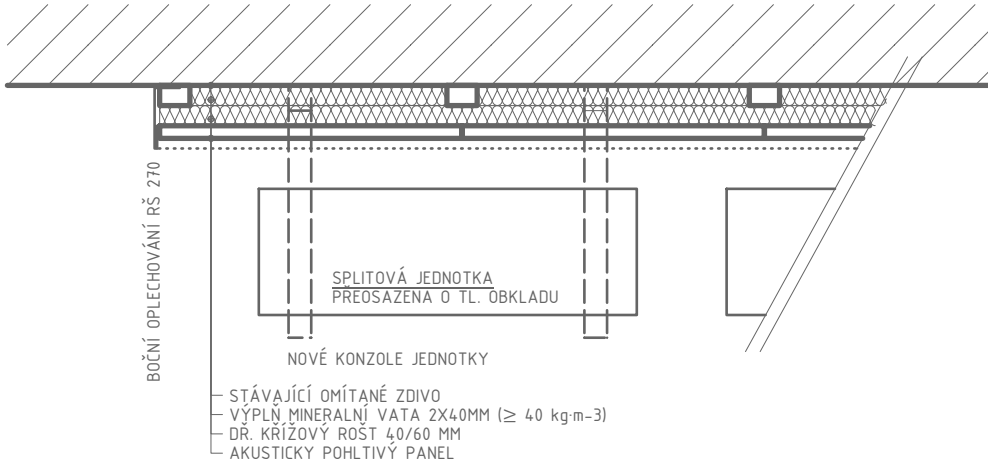 BOČNÍ OPLECHOVÁNÍ RŠ 270
SPLITOVÁ JEDNOTKA
PŘEOSAZENA O TL. OBKLADU
NOVÉ KONZOLE JEDNOTKY
STÁVAJÍCÍ OMÍTANÉ ZDIVO
VÝPLŇ MINERALNÍ VATA 2X40MM (≥ 40 kg·m-3)
DŘ. KŘÍŽOVÝ ROŠT 40/60 MM
AKUSTICKY POHLTIVÝ PANEL